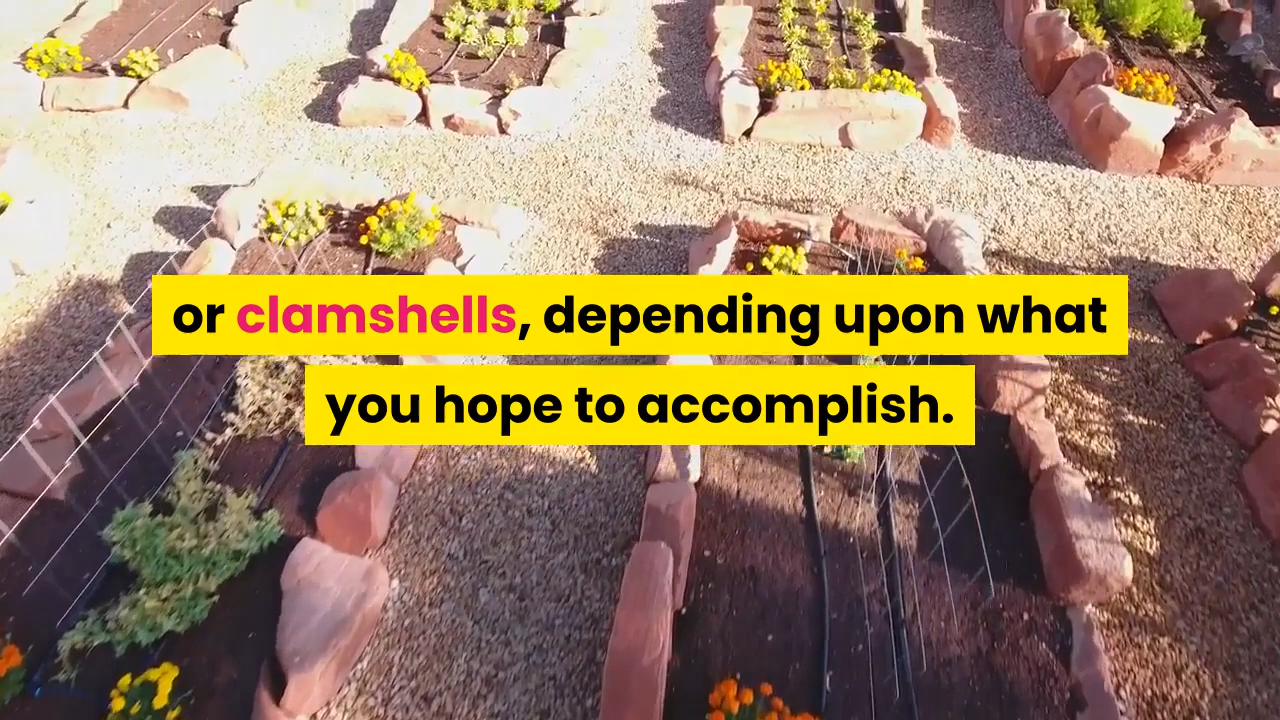 or clamshells, depending upon what
you hope to accomplish.